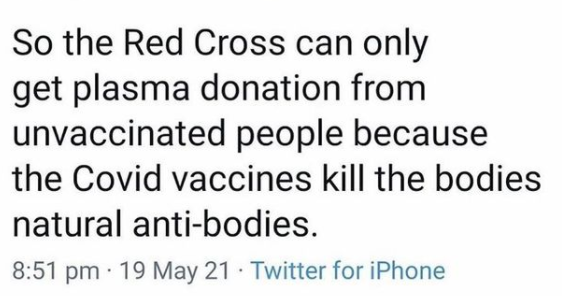 So the Red Cross can only
get plasma donation from
unvaccinated people because
the Covid vaccines kill the bodies
natural anti-bodies.
8:51 pm · 19 May 21 · Twitter for iPhone